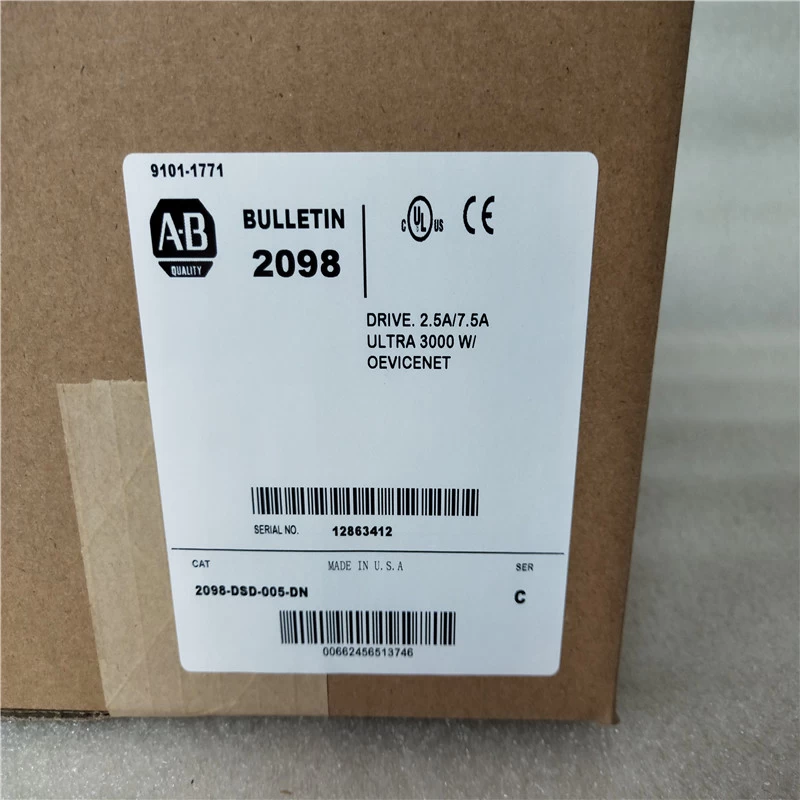 9101-1771
A-B
QUALITY
BULLETIN
2098
C UL US CE
DRIVE. 2.5A/7.5A
ULTRA 3000 W/
OEVICENET
SERIAL NO. 12863412
CAT MADE IN U.S.A SER
2098-DSD-005-DN C
00662456513746